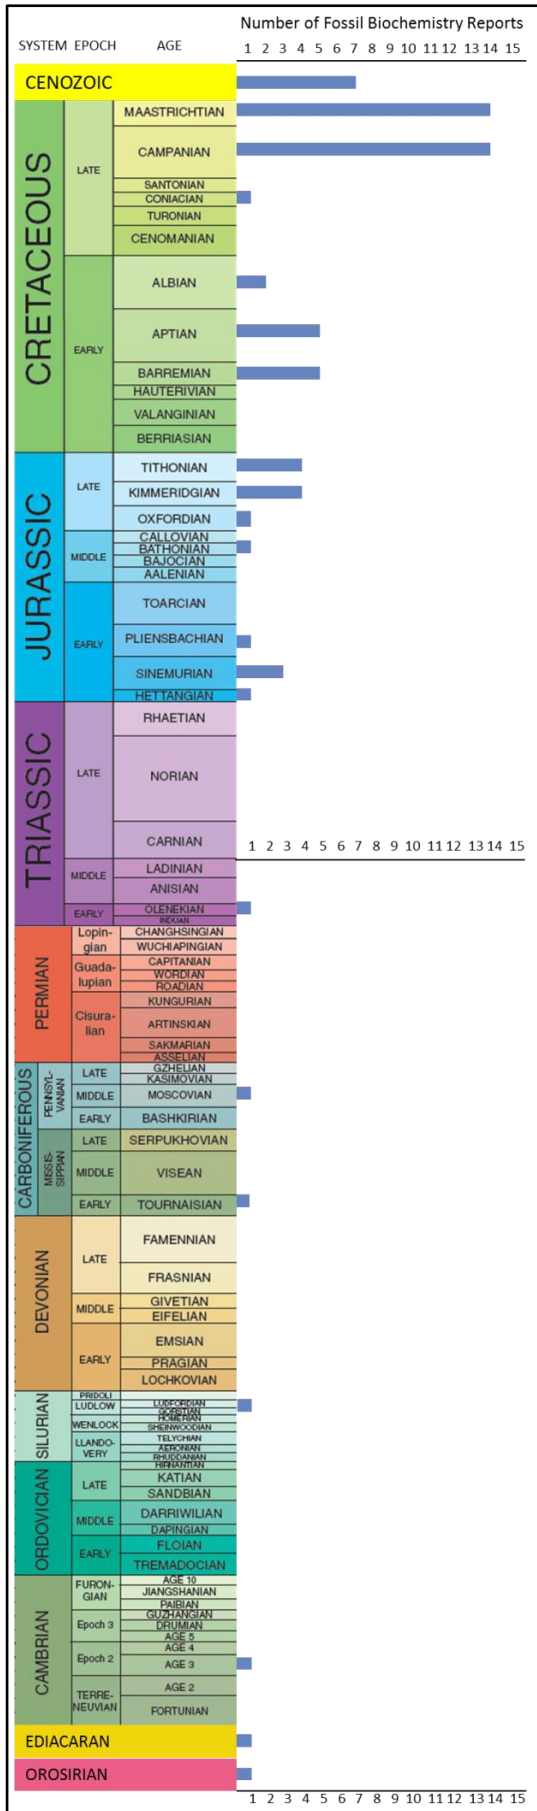 Number of Fossil Biochemistry Reports
SYSTEM EPOCH AGE
1 2 3 4 5 6 7 8 9 10 11 12 13 14 15
CENOZOIC
CRETACEOUS
LATE
MAASTRICHTIAN
CAMPANIAN
SANTONIAN
CONIACIAN
TURONIAN
CENOMANIAN
EARLY
ALBIAN
APTIAN
BARREMIAN
HAUTERIVIAN
VALANGINIAN
BERRIASIAN
JURASSIC
LATE
TITHONIAN
KIMMERIDGIAN
OXFORDIAN
MIDDLE
CALLOVIAN
BATHONIAN
BAJOCIAN
AALENIAN
EARLY
TOARCIAN
PLIENSBACHIAN
SINEMURIAN
HETTANGIAN
TRIASSIC
LATE
RHAETIAN
NORIAN
CARNIAN
1 2 3 4 5 6 7 8 9 10 11 12 13 14 15
MIDDLE
LADINIAN
ANISIAN
EARLY
OLENEKIAN
INDUAN
PERMIAN
Lopin-
gian
CHANGHSINGIAN
WUCHIAPINGIAN
Guada-
lupian
CAPITANIAN
WORDIAN
ROADIAN
Cisura-
lian
KUNGURIAN
ARTINSKIAN
SAKMARIAN
ASSELIAN
CARBONIFEROUS
PENNSYL-
VANIAN
LATE
GZHELIAN
KASIMOVIAN
MIDDLE
MOSCOVIAN
EARLY
BASHKIRIAN
MISSIS-
SIPPIAN
LATE
SERPUKHOVIAN
MIDDLE
VISEAN
EARLY
TOURNAISIAN
DEVONIAN
LATE
FAMENNIAN
FRASNIAN
MIDDLE
GIVETIAN
EIFELIAN
EARLY
EMSIAN
PRAGIAN
LOCHKOVIAN
SILURIAN
PRIDOLI
LUDLOW
LUDFORDIAN
GORSTIAN
WENLOCK
HOMERIAN
SHEINWOODIAN
LLANDO-
VERY
TELYCHIAN
AERONIAN
RHUDDANIAN
ORDOVICIAN
LATE
HIRNANTIAN
KATIAN
SANDBIAN
MIDDLE
DARRIWILIAN
DAPINGIAN
EARLY
FLOIAN
TREMADOCIAN
CAMBRIAN
FURON-
GIAN
AGE 10
JIANGSHANIAN
PAIBIAN
Epoch 3
GUZHANGIAN
DRUMIAN
AGE 5
Epoch 2
AGE 4
AGE 3
TERRE-
NEUVIAN
AGE 2
FORTUNIAN
EDIACARAN
OROSIRIAN
1 2 3 4 5 6 7 8 9 10 11 12 13 14 15